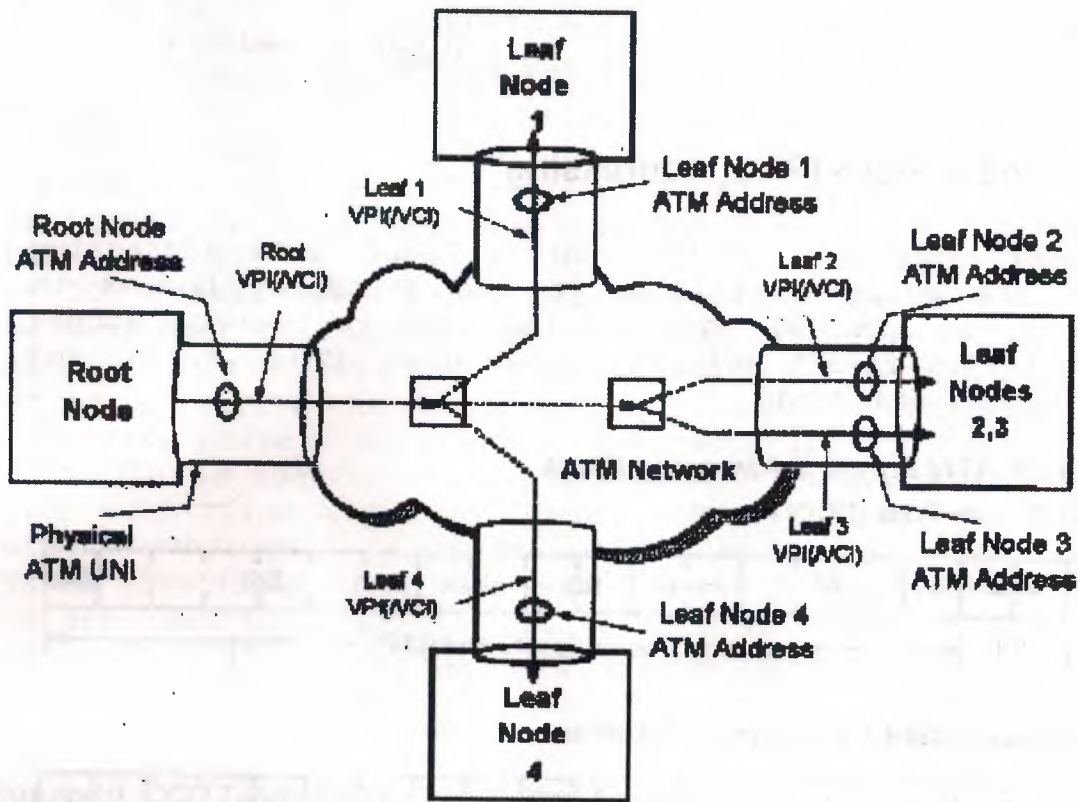 Leaf
Node
1
Leaf 1
VPI(/VCI)
Leaf Node 1
ATM Address
Root Node
ATM Address
Root
VPI(/VCI)
Leaf 2
VPI(/VCI)
Leaf Node 2
ATM Address
Root
Node
Leaf
Nodes
2,3
ATM Network
Physical
ATM UNI
Leaf 3
VPI(/VCI)
Leaf Node 3
ATM Address
Leaf 4
VPI(/VCI)
Leaf Node 4
ATM Address
Leaf
Node
4